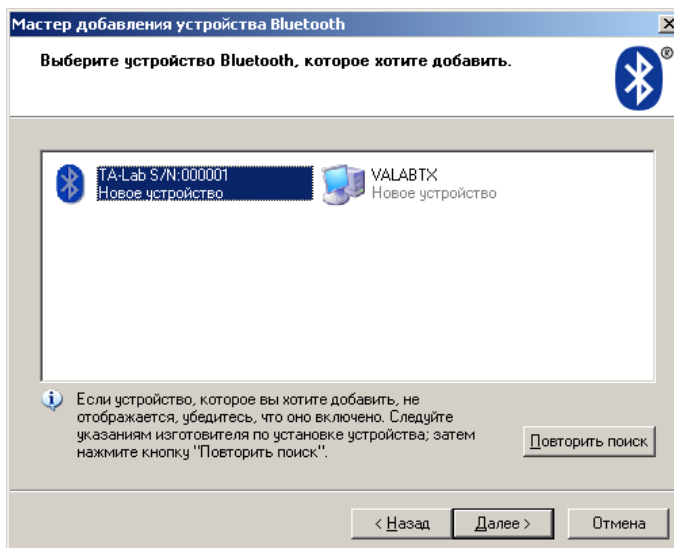 Мастер добавления устройства Bluetooth
Выберите устройство Bluetooth, которое хотите добавить.
®
TA-Lab S/N:000001
Новое устройство
VALABTX
Новое устройство
Если устройство, которое вы хотите добавить, не
отображается, убедитесь, что оно включено. Следуйте
указаниям изготовителя по установке устройства; затем
нажмите кнопку "Повторить поиск".
Повторить поиск
< Назад
Далее >
Отмена